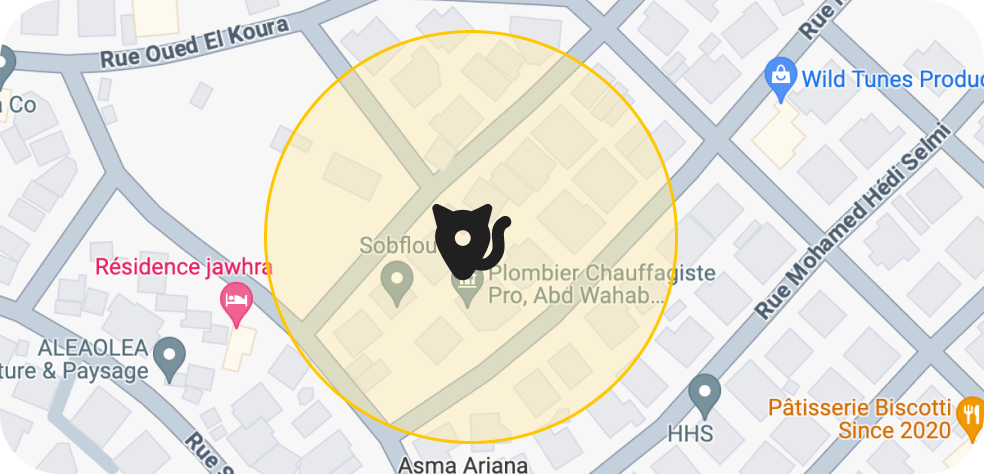 Rue Oued El Koura
Co
Wild Tunes Produc
Rue Mohamed Hédi Selmi
Sobflou
Résidence jawhra
Plombier Chauffagiste
Pro, Abd Wahab...
ALEAOLEA
ture & Paysage
Pâtisserie Biscotti
Since 2020
HHS
Rue S
Asma Ariana
Rue